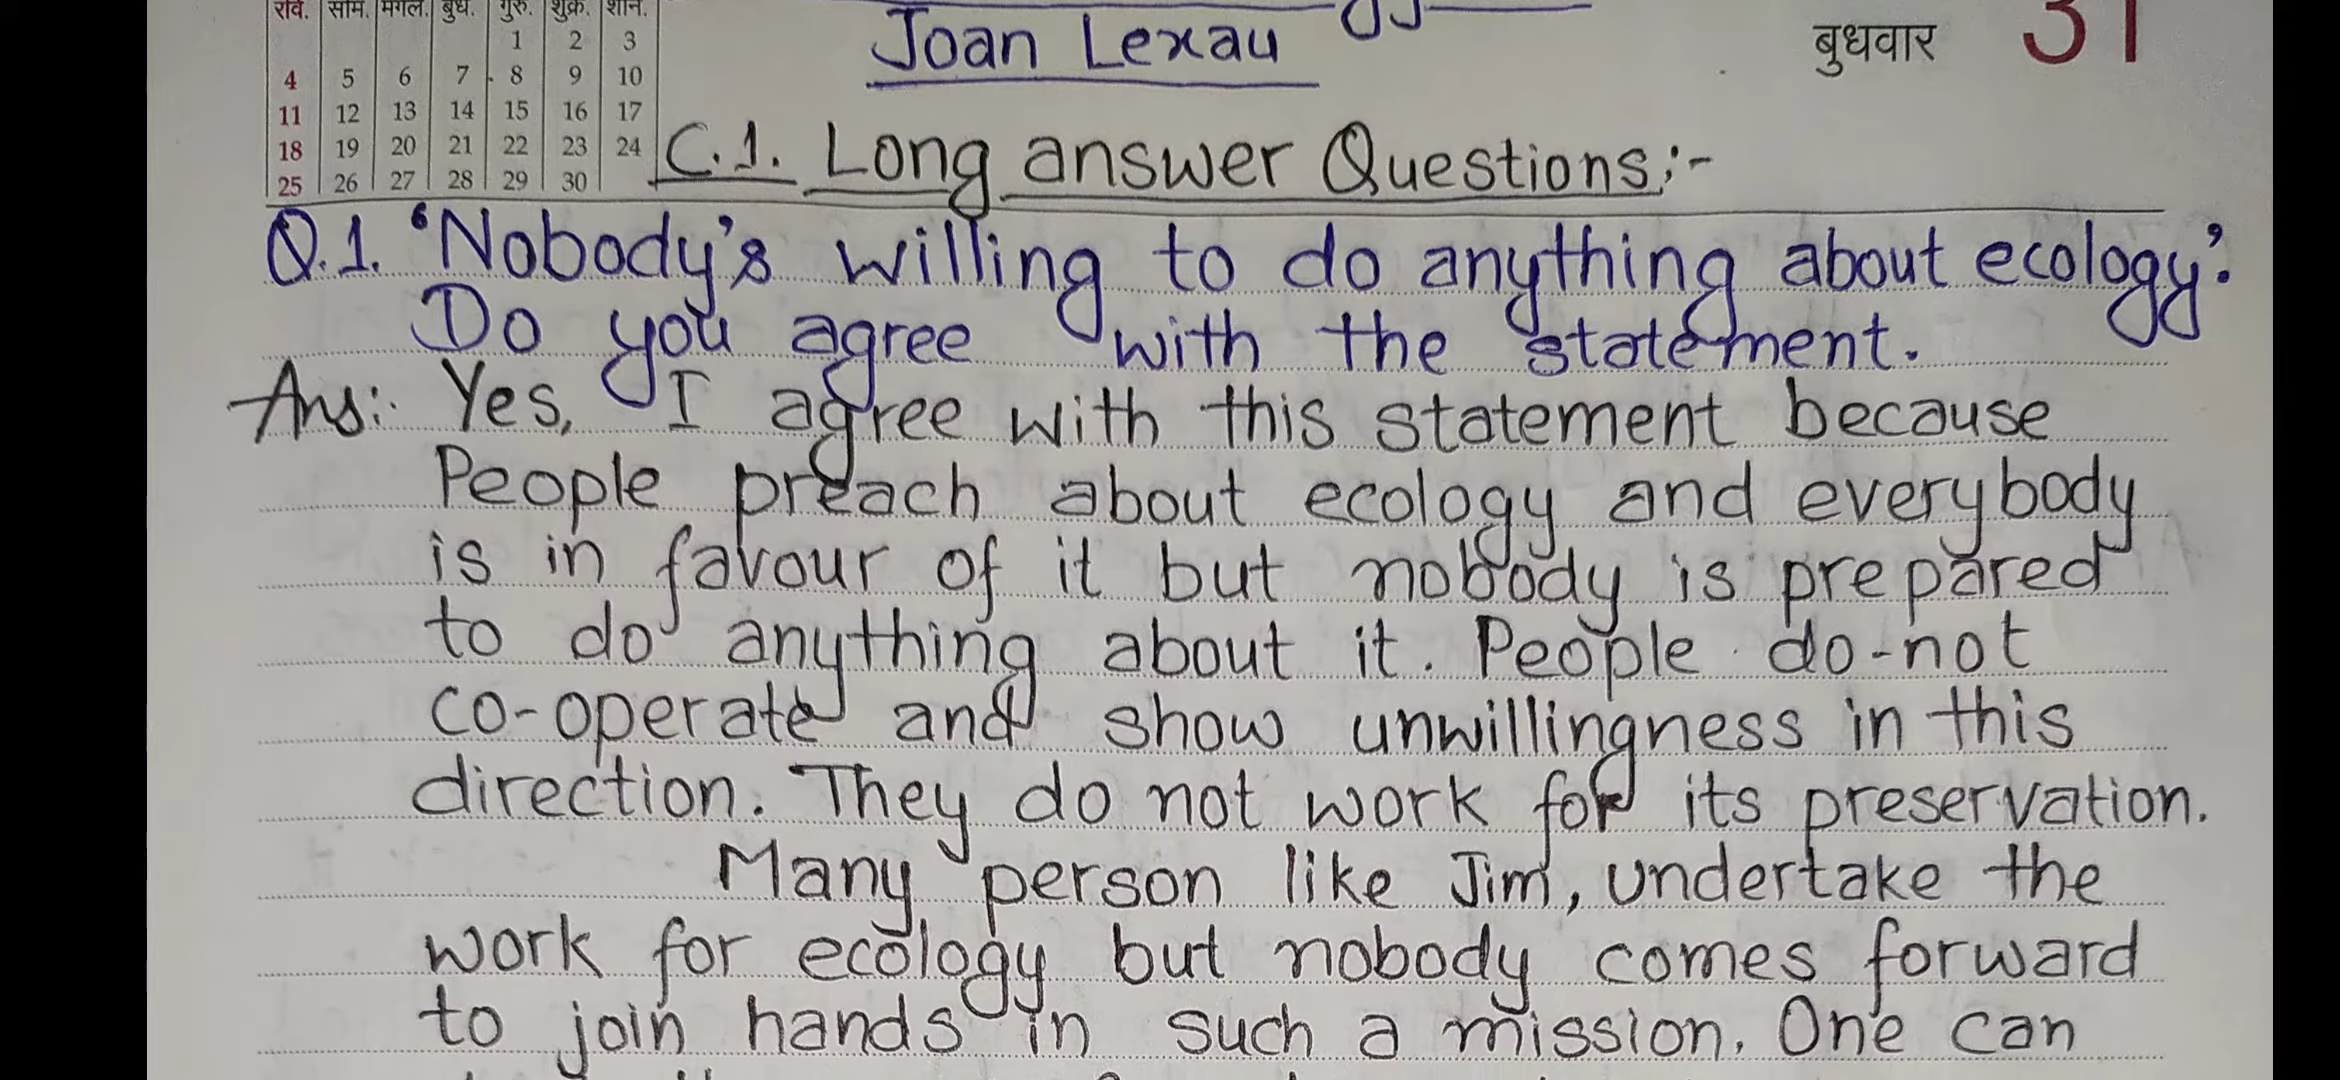 रवि. सोम. मंगल. बुध. गुरु. शुक्र. शनि.
1 2 3
4 5 6 7 8 9 10
11 12 13 14 15 16 17
18 19 20 21 22 23 24
25 26 27 28 29 30
बुधवार 31
Joan Lexau
C.1. Long answer Questions:-
Q.1. 'Nobody's willing to do anything about ecology'.
Do you agree with the statement.
Ans:. Yes, I agree with this statement because
People preach about ecology and everybody
is in favour of it but nobody is prepared
to do anything about it. People do-not
co-operate and show unwillingness in this
direction. They do not work for its preservation.
Many person like Jim, undertake the
work for ecology but nobody comes forward
to join hands in such a mission. One can